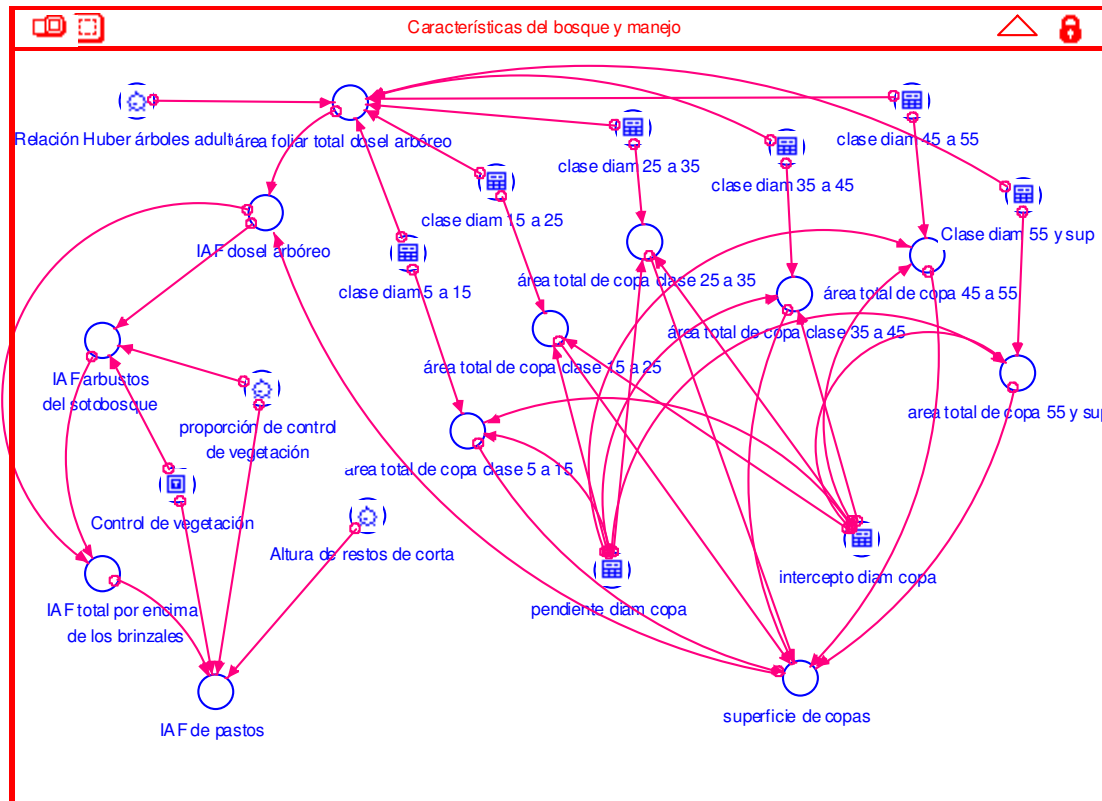 Características del bosque y manejo
Relación Huber árboles adult
área foliar total dosel arbóreo
clase diam 25 a 35
clase diam 45 a 55
clase diam 35 a 45
clase diam 15 a 25
Clase diam 55 y sup
IAF dosel arbóreo
clase diam 5 a 15
área total de copa clase 25 a 35
área total de copa 45 a 55
área total de copa clase 35 a 45
área total de copa clase 15 a 25
IAF arbustos
del sotobosque
area total de copa 55 y sup
proporción de control
de vegetación
área total de copa clase 5 a 15
Control de vegetación
Altura de restos de corta
intercepto diam copa
pendiente diam copa
IAF total por encima
de los brinzales
superficie de copas
IAF de pastos